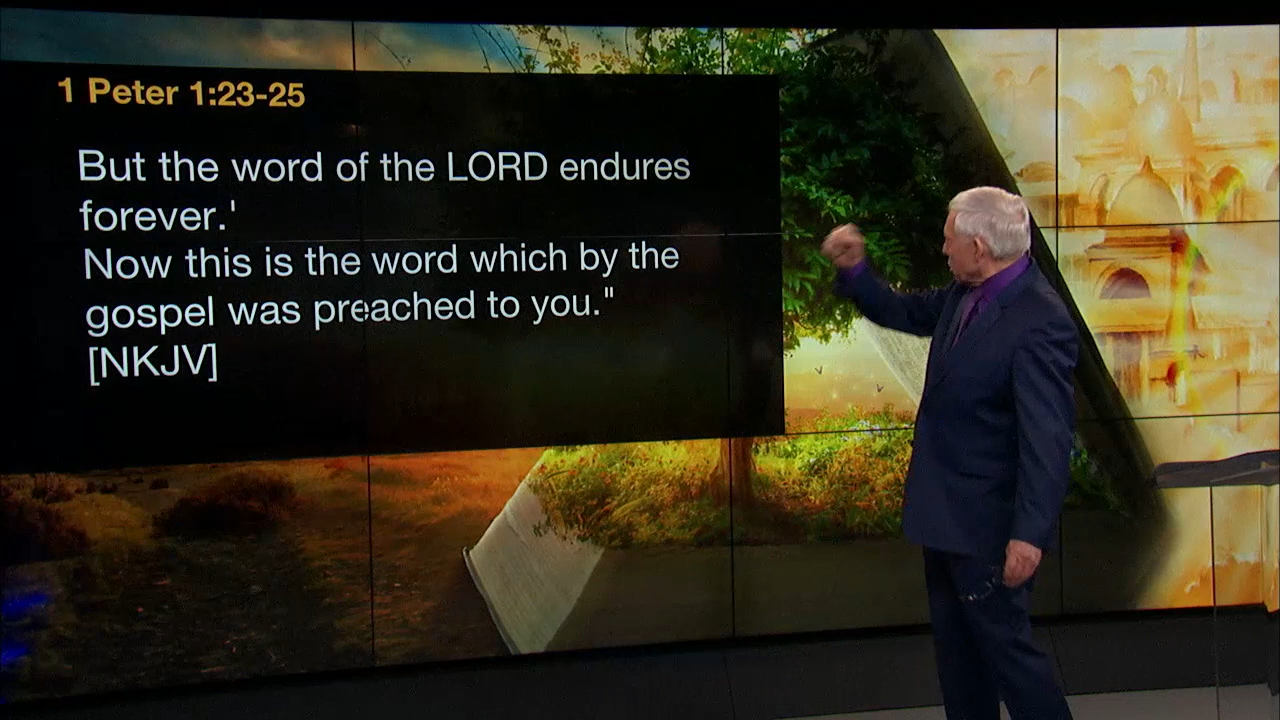 1 Peter 1:23-25
But the word of the LORD endures
forever.'
Now this is the word which by the
gospel was preached to you."
[NKJV]